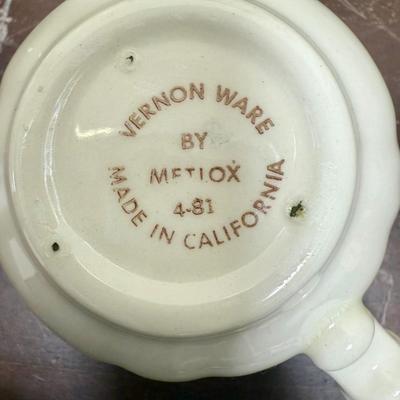 VERNON WARE
BY
METLOX
4-81
MADE IN CALIFORNIA